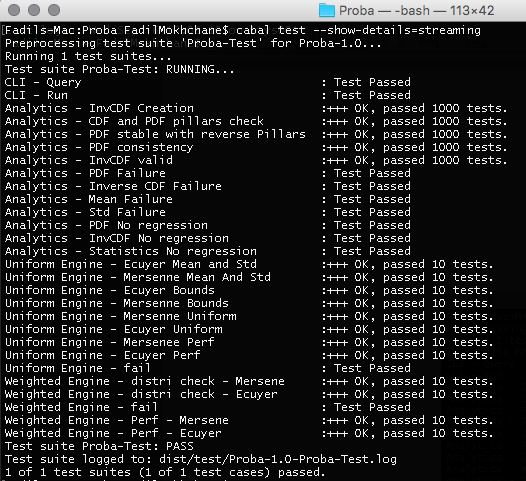 Proba — -bash — 113×42
[Fadils-Mac:Proba FadilMokhchane$ cabal test --show-details=streaming
Preprocessing test suite 'Proba-Test' for Proba-1.0...
Running 1 test suites...
Test suite Proba-Test: RUNNING...
CLI - Query : Test Passed
CLI - Run : Test Passed
Analytics - InvCDF Creation :+++ OK, passed 1000 tests.
Analytics - CDF and PDF pillars check :+++ OK, passed 1000 tests.
Analytics - PDF stable with reverse Pillars :+++ OK, passed 1000 tests.
Analytics - PDF consistency :+++ OK, passed 1000 tests.
Analytics - InvCDF valid :+++ OK, passed 1000 tests.
Analytics - PDF Failure : Test Passed
Analytics - Inverse CDF Failure : Test Passed
Analytics - Mean Failure : Test Passed
Analytics - Std Failure : Test Passed
Analytics - PDF No regression : Test Passed
Analytics - InvCDF No regression : Test Passed
Analytics - Statistics No regression : Test Passed
Uniform Engine - Ecuyer Mean and Std :+++ OK, passed 10 tests.
Uniform Engine - Mersenne Mean And Std :+++ OK, passed 10 tests.
Uniform Engine - Ecuyer Bounds :+++ OK, passed 10 tests.
Uniform Engine - Mersenne Bounds :+++ OK, passed 10 tests.
Uniform Engine - Mersenne Uniform :+++ OK, passed 10 tests.
Uniform Engine - Ecuyer Uniform :+++ OK, passed 10 tests.
Uniform Engine - Mersenee Perf :+++ OK, passed 10 tests.
Uniform Engine - Ecuyer Perf :+++ OK, passed 10 tests.
Uniform Engine - fail : Test Passed
Weighted Engine - distri check - Mersene :+++ OK, passed 10 tests.
Weighted Engine - distri check - Ecuyer :+++ OK, passed 10 tests.
Weighted Engine - fail : Test Passed
Weighted Engine - Perf - Mersene :+++ OK, passed 10 tests.
Weighted Engine - Perf - Ecuyer :+++ OK, passed 10 tests.
Test suite Proba-Test: PASS
Test suite logged to: dist/test/Proba-1.0-Proba-Test.log
1 of 1 test suites (1 of 1 test cases) passed.